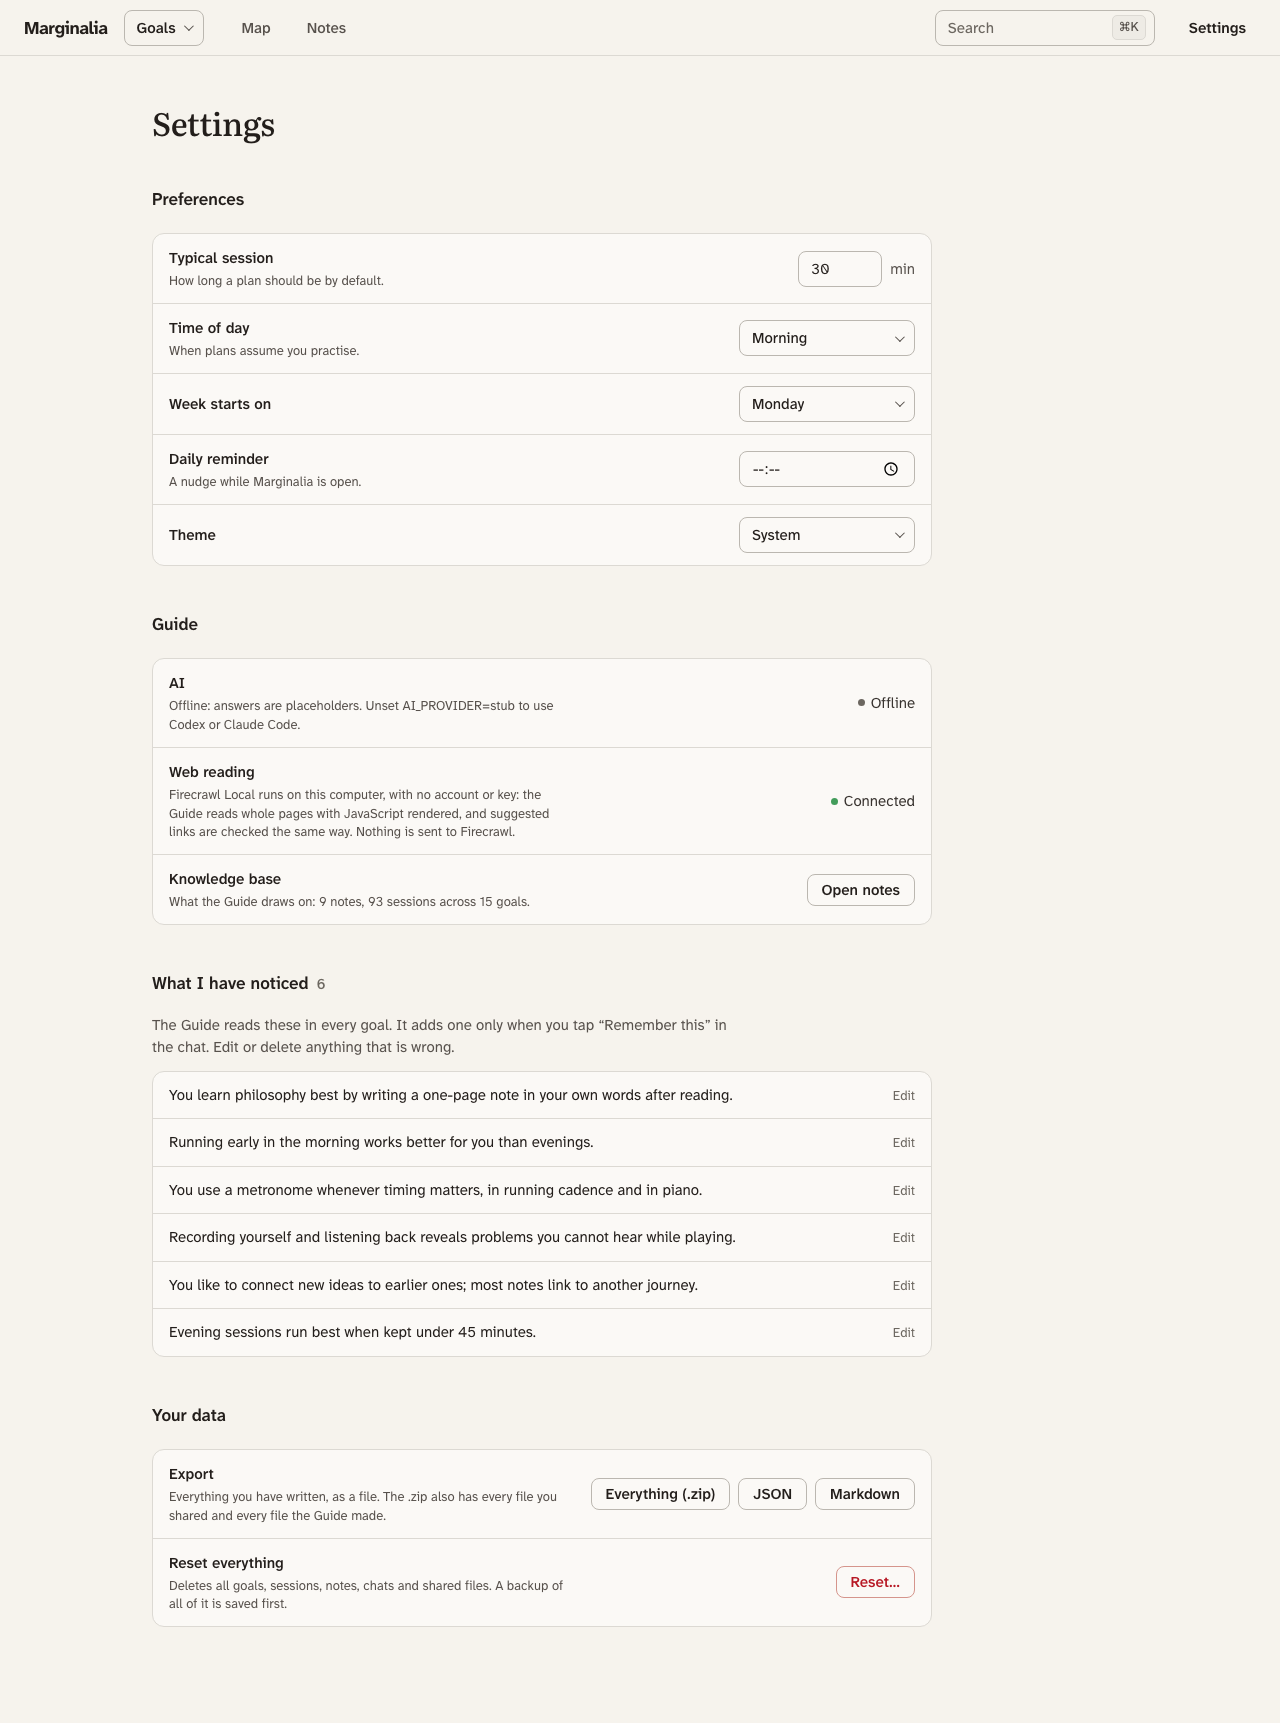 Marginalia
Goals
Map
Notes
Search
⌘K
Settings
Settings
Preferences
Typical session
How long a plan should be by default.
30
min
Time of day
When plans assume you practise.
Morning
Week starts on
Monday
Daily reminder
A nudge while Marginalia is open.
--:--
Theme
System
Guide
AI
Offline: answers are placeholders. Unset AI_PROVIDER=stub to use
Codex or Claude Code.
Offline
Web reading
Firecrawl Local runs on this computer, with no account or key: the
Guide reads whole pages with JavaScript rendered, and suggested
links are checked the same way. Nothing is sent to Firecrawl.
Connected
Knowledge base
What the Guide draws on: 9 notes, 93 sessions across 15 goals.
Open notes
What I have noticed 6
The Guide reads these in every goal. It adds one only when you tap “Remember this” in
the chat. Edit or delete anything that is wrong.
You learn philosophy best by writing a one-page note in your own words after reading.
Edit
Running early in the morning works better for you than evenings.
Edit
You use a metronome whenever timing matters, in running cadence and in piano.
Edit
Recording yourself and listening back reveals problems you cannot hear while playing.
Edit
You like to connect new ideas to earlier ones; most notes link to another journey.
Edit
Evening sessions run best when kept under 45 minutes.
Edit
Your data
Export
Everything you have written, as a file. The .zip also has every file you
shared and every file the Guide made.
Everything (.zip)
JSON
Markdown
Reset everything
Deletes all goals, sessions, notes, chats and shared files. A backup of
all of it is saved first.
Reset…